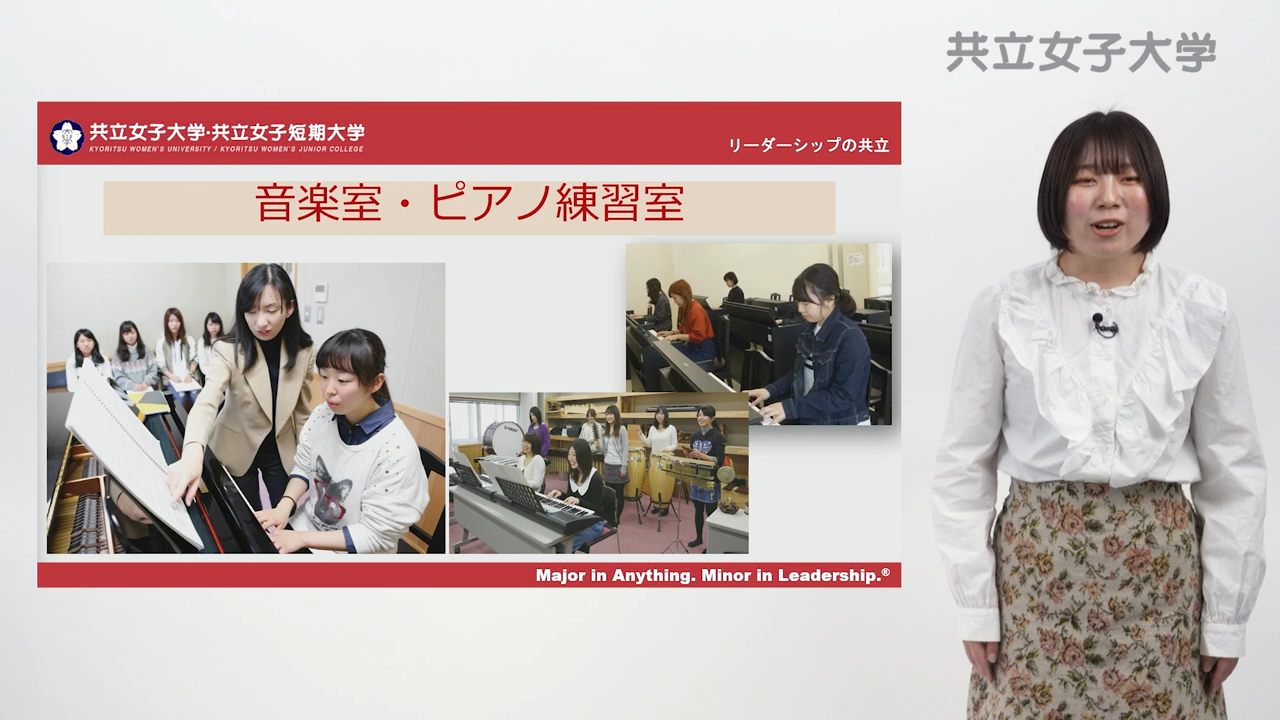 共立女子大学
共立女子大学・共立女子短期大学
KYORITSU WOMEN'S UNIVERSITY / KYORITSU WOMEN'S JUNIOR COLLEGE
リーダーシップの共立
音楽室・ピアノ練習室
Major in Anything. Minor in Leadership.®